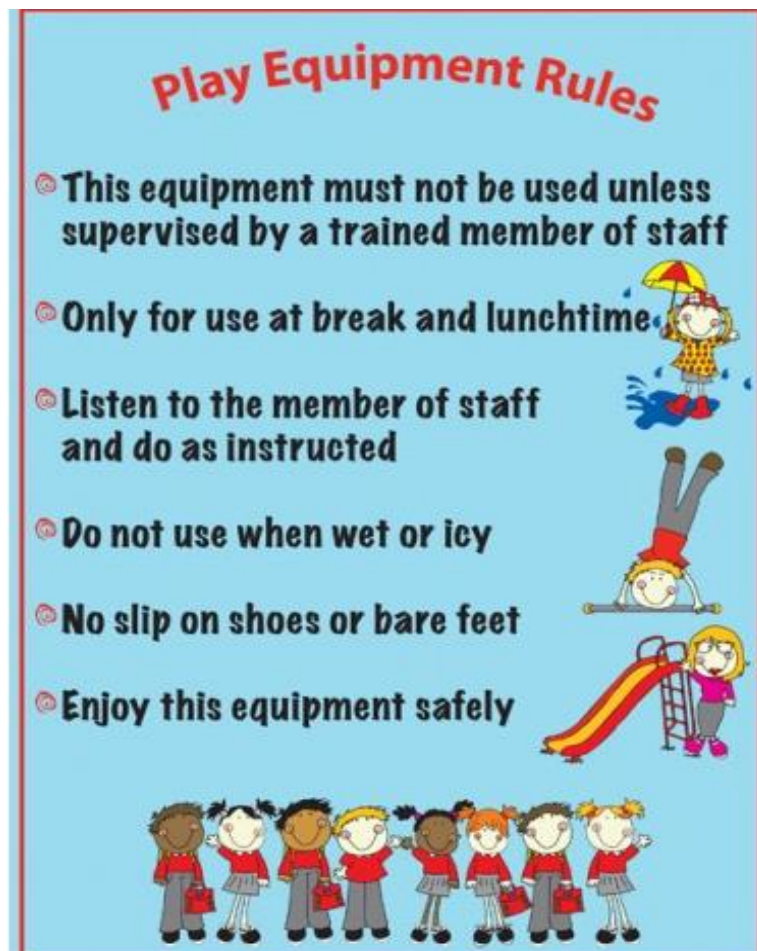 Play Equipment Rules
This equipment must not be used unless
supervised by a trained member of staff
Only for use at break and lunchtime
Listen to the member of staff
and do as instructed
Do not use when wet or icy
No slip on shoes or bare feet
Enjoy this equipment safely